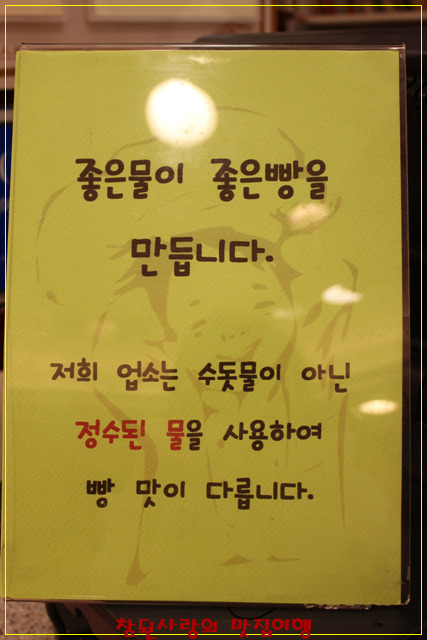 좋은물이 좋은빵을
만듭니다.
저희 업소는 수돗물이 아닌
정수된 물을 사용하여
빵 맛이 다릅니다.
참된사랑의 맛집여행